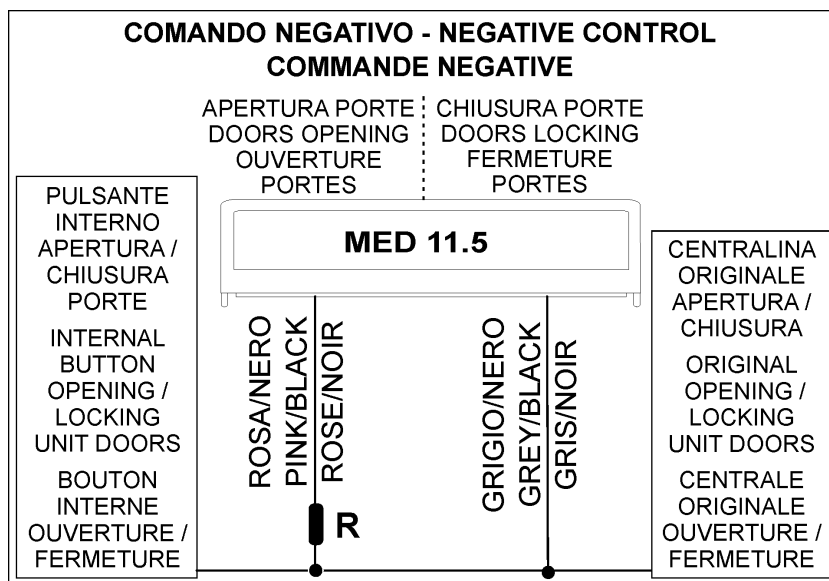 COMANDO NEGATIVO - NEGATIVE CONTROL
COMMANDE NEGATIVE
APERTURA PORTE
DOORS OPENING
OUVERTURE
PORTES
CHIUSURA PORTE
DOORS LOCKING
FERMETURE
PORTES
PULSANTE
INTERNO
APERTURA /
CHIUSURA
PORTE
INTERNAL
BUTTON
OPENING /
LOCKING
UNIT DOORS
BOUTON
INTERNE
OUVERTURE /
FERMETURE
MED 11.5
ROSA/NERO
PINK/BLACK
ROSE/NOIR
R
GRIGIO/NERO
GREY/BLACK
GRIS/NOIR
CENTRALINA
ORIGINALE
APERTURA /
CHIUSURA
ORIGINAL
OPENING /
LOCKING
UNIT DOORS
CENTRALE
ORIGINALE
OUVERTURE /
FERMETURE